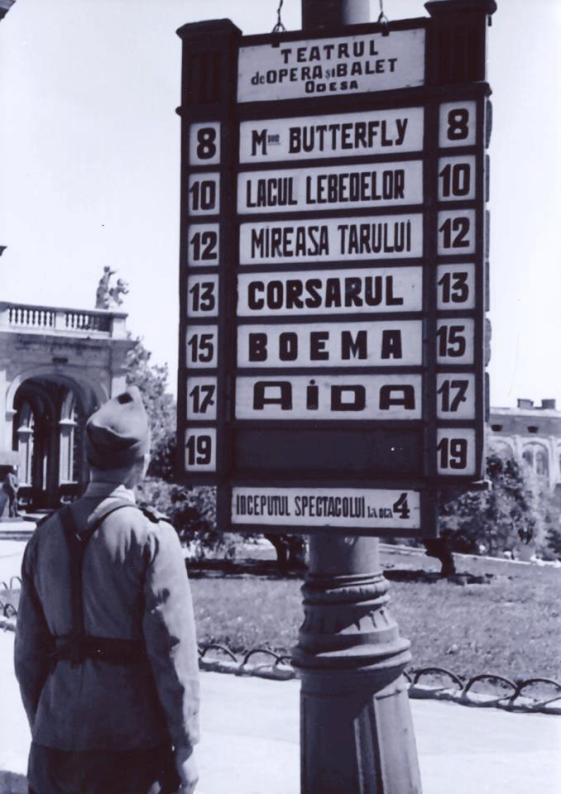 TEATRUL
de OPERA și BALET
ODESA
8 Mme BUTTERFLY 8
10 LACUL LEBEDELOR 10
12 MIREASA TARULUI 12
13 CORSARUL 13
15 BOEMA 15
17 AiDA 17
19 19
INCEPUTUL SPECTACOLULUI LA ORA 4